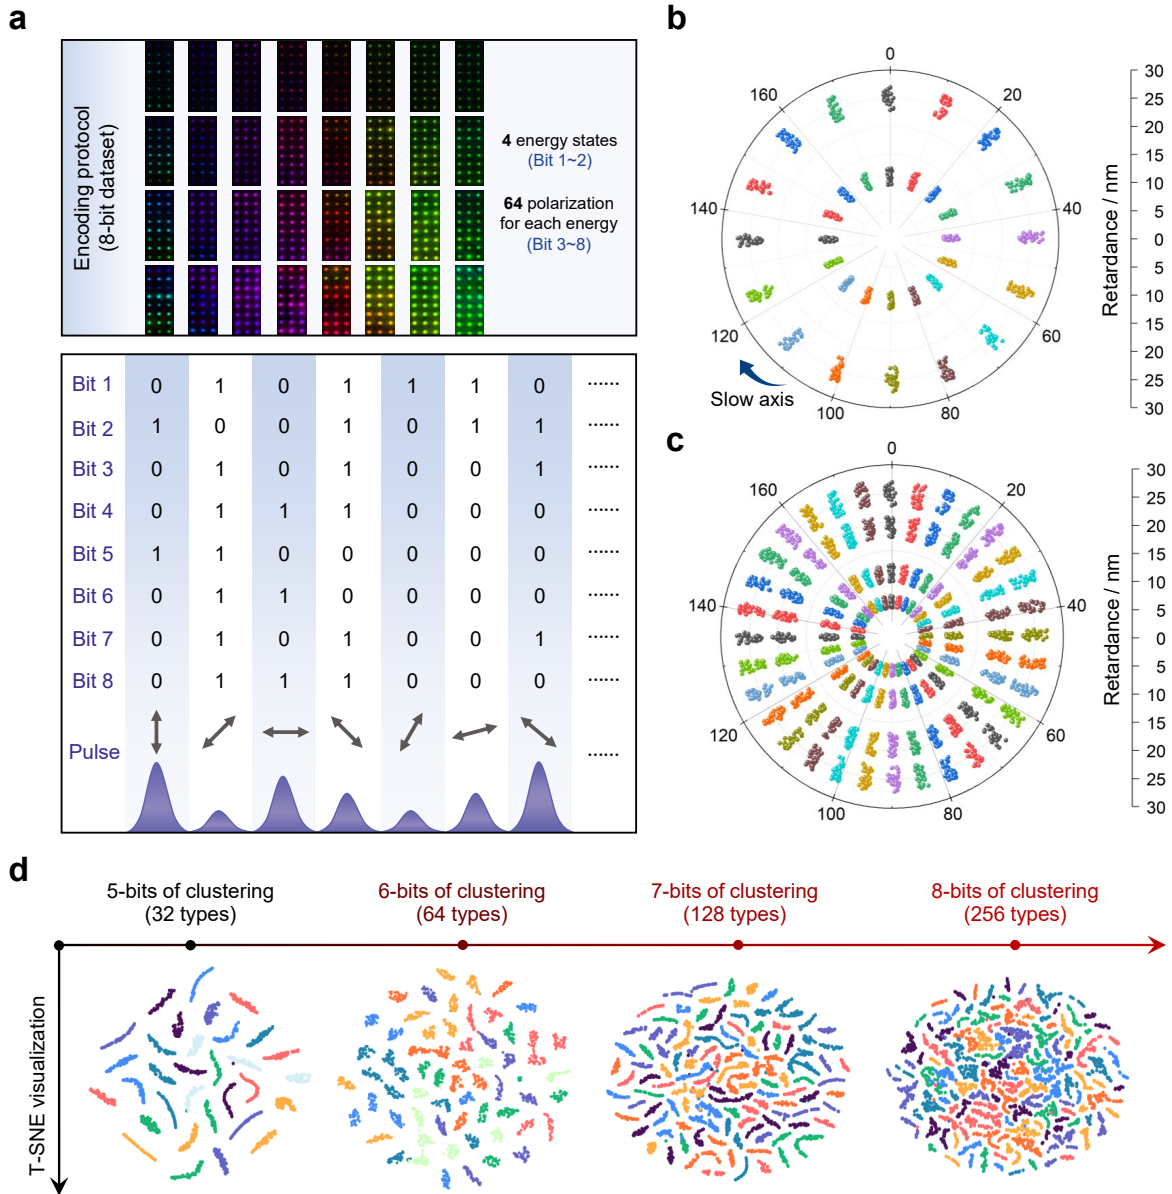 a
Encoding protocol
(8-bit dataset)
4 energy states
(Bit 1~2)
64 polarization
for each energy
(Bit 3~8)
Bit 1 0 1 0 1 1 1 0 ······
Bit 2 1 0 0 1 0 1 1 ······
Bit 3 0 1 0 1 0 0 1 ······
Bit 4 0 1 1 1 0 0 0 ······
Bit 5 1 1 0 0 0 0 0 ······
Bit 6 0 1 1 0 0 0 0 ······
Bit 7 0 1 0 1 0 0 1 ······
Bit 8 0 1 1 1 0 0 0 ······
Pulse ······
b
0
20
40
60
80
100
120
140
160
Slow axis
30
25
20
15
10
5
0
5
10
15
20
25
30
Retardance / nm
c
0
20
40
60
80
100
120
140
160
30
25
20
15
10
5
0
5
10
15
20
25
30
Retardance / nm
d
5-bits of clustering
(32 types)
6-bits of clustering
(64 types)
7-bits of clustering
(128 types)
8-bits of clustering
(256 types)
T-SNE visualization